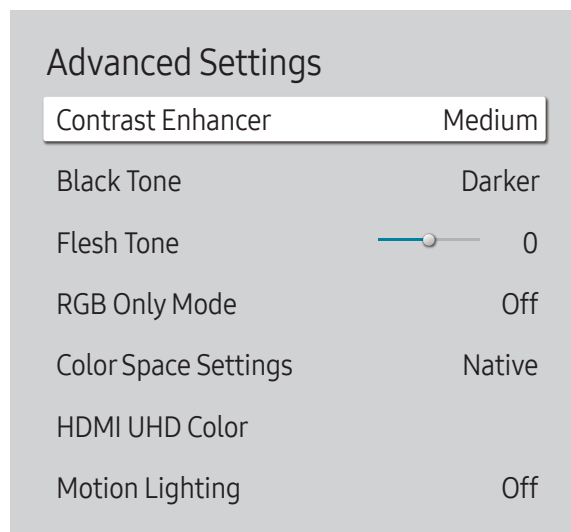 Advanced Settings
Contrast Enhancer Medium
Black Tone Darker
Flesh Tone 0
RGB Only Mode Off
Color Space Settings Native
HDMI UHD Color
Motion Lighting Off